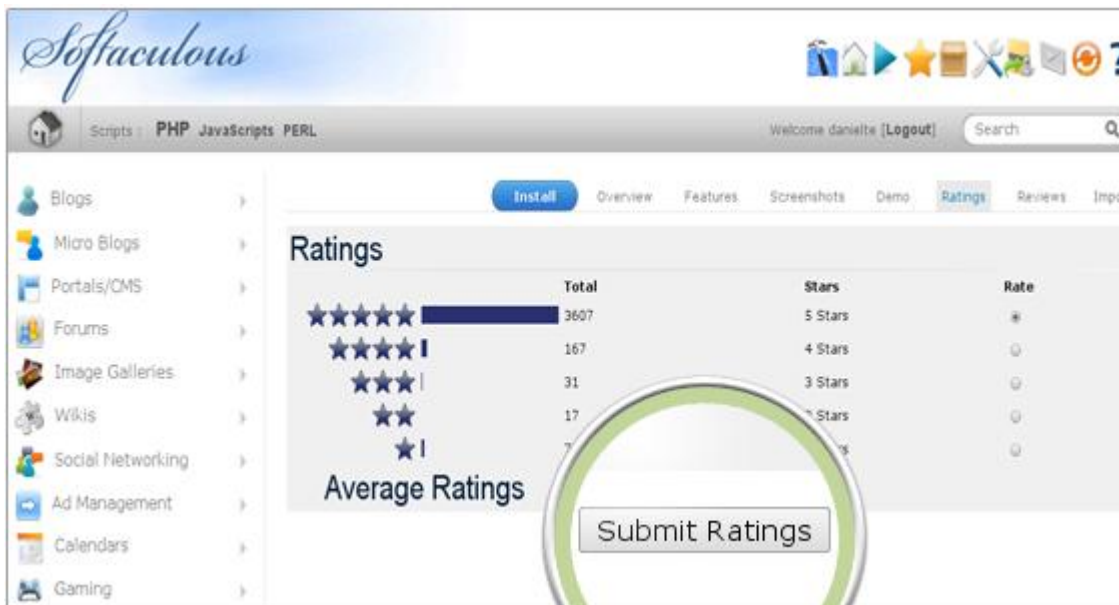 Softaculous
?
Scripts : PHP JavaScripts PERL
Welcome danielte [Logout]
Search
Install Overview Features Screenshots Demo Ratings Reviews Impo
Blogs
Micro Blogs
Portals/CMS
Forums
Image Galleries
Wikis
Social Networking
Ad Management
Calendars
Gaming
Ratings
Total Stars Rate
3607 5 Stars
167 4 Stars
31 3 Stars
17 Stars
Average Ratings
Submit Ratings